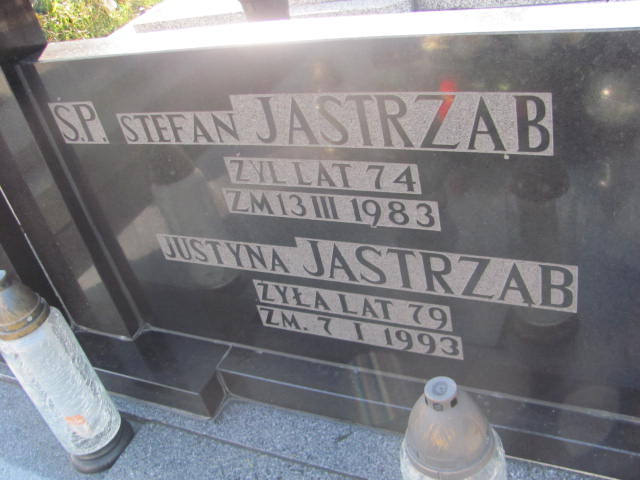 Ś.P. STEFAN JASTRZĄB
ŻYŁ LAT 74
ZM 13 III 1983
JUSTYNA JASTRZĄB
ŻYŁA LAT 79
ZM. 7 I 1993